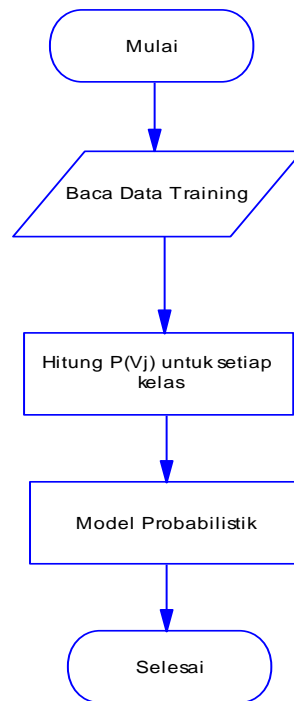 Mulai
Baca Data Training
Hitung P(Vj) untuk setiap
kelas
Model Probabilistik
Selesai